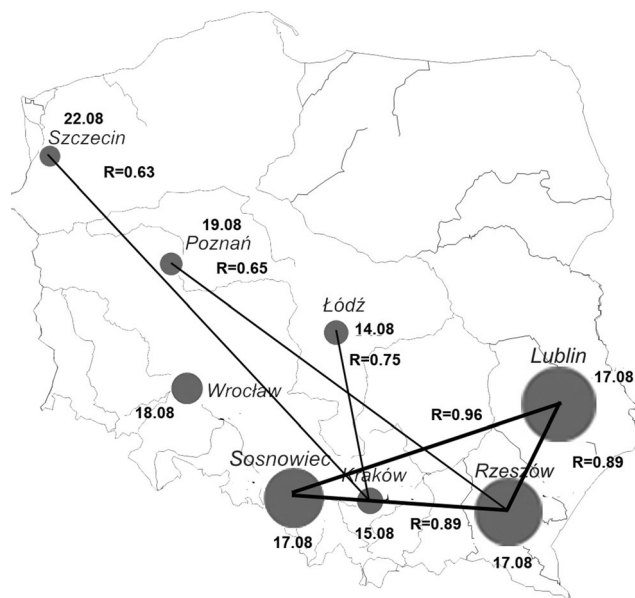 22.08
Szczecin
R=0.63
19.08
Poznań
R=0.65
Łódź
14.08
R=0.75
Lublin
17.08
Wrocław
18.08
R=0.96
R=0.89
Sosnowiec
Kraków
Rzeszów
R=0.89
17.08
15.08
17.08